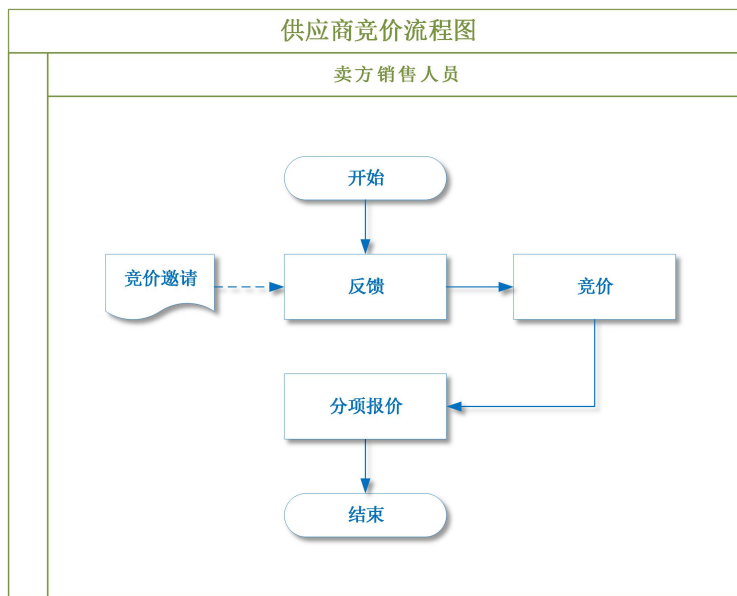 供应商竞价流程图
卖方销售人员
开始
竞价邀请
反馈
竞价
分项报价
结束